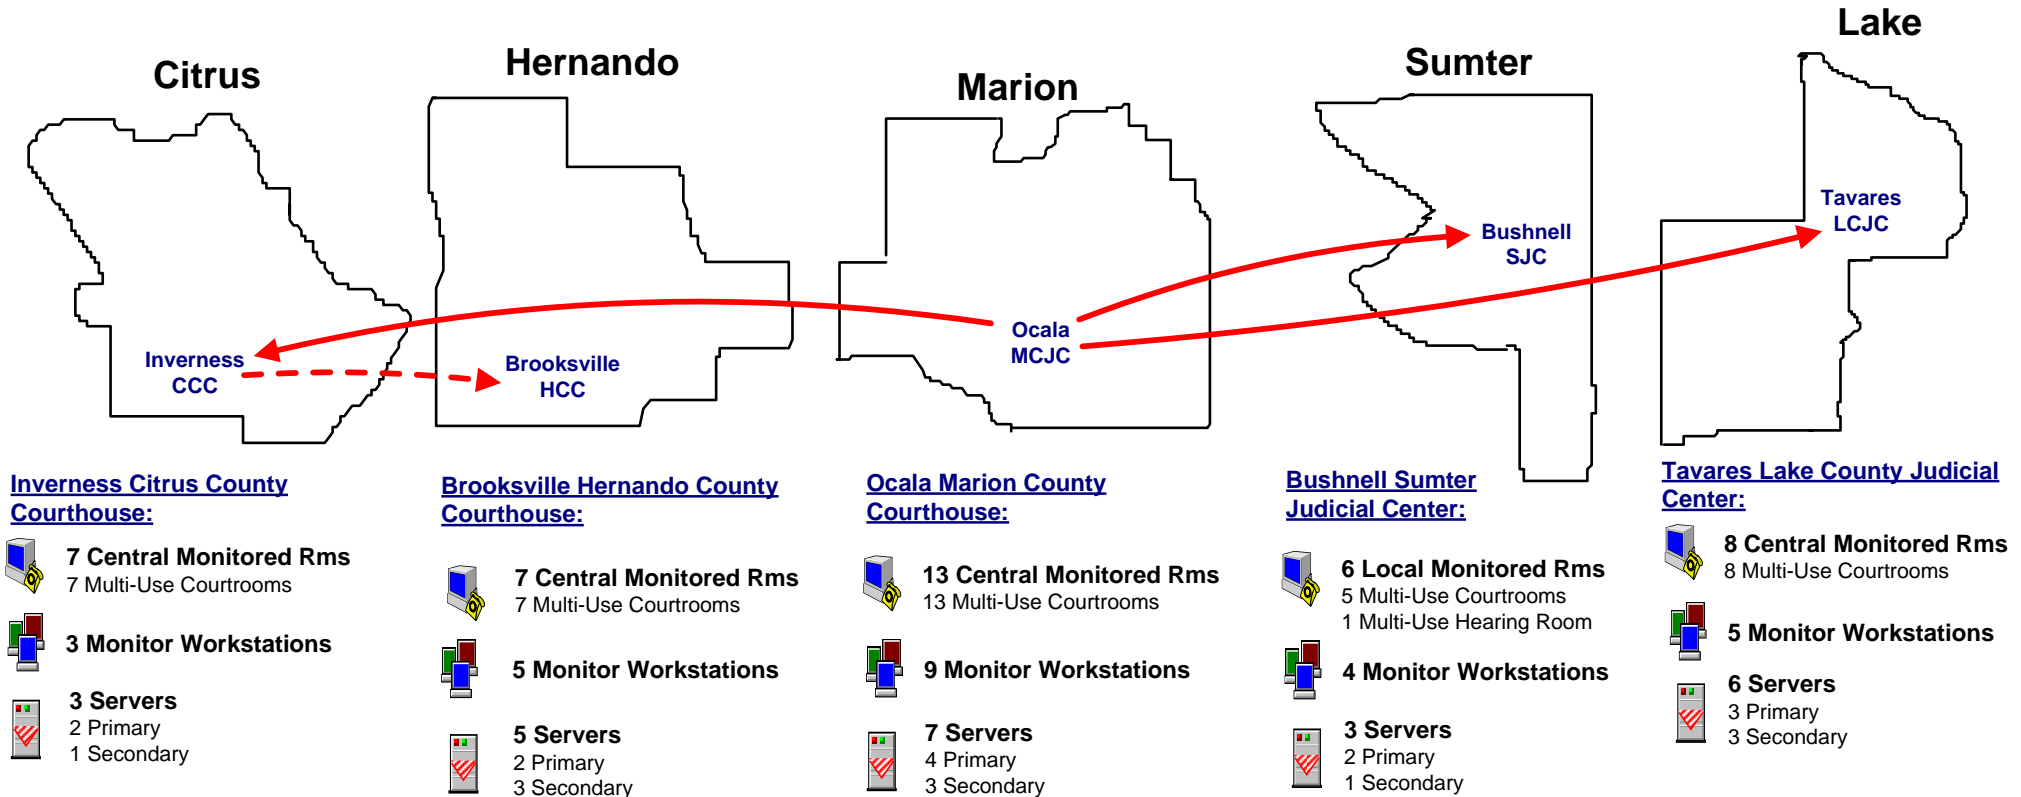 Citrus
Hernando
Marion
Sumter
Lake
Inverness
CCC
Brooksville
HCC
Ocala
MCJC
Bushnell
SJC
Tavares
LCJC
Inverness Citrus County
Courthouse:
7 Central Monitored Rms
7 Multi-Use Courtrooms
3 Monitor Workstations
3 Servers
2 Primary
1 Secondary
Brooksville Hernando County
Courthouse:
7 Central Monitored Rms
7 Multi-Use Courtrooms
5 Monitor Workstations
5 Servers
2 Primary
3 Secondary
Ocala Marion County
Courthouse:
13 Central Monitored Rms
13 Multi-Use Courtrooms
9 Monitor Workstations
7 Servers
4 Primary
3 Secondary
Bushnell Sumter
Judicial Center:
6 Local Monitored Rms
5 Multi-Use Courtrooms
1 Multi-Use Hearing Room
4 Monitor Workstations
3 Servers
2 Primary
1 Secondary
Tavares Lake County Judicial
Center:
8 Central Monitored Rms
8 Multi-Use Courtrooms
5 Monitor Workstations
6 Servers
3 Primary
3 Secondary